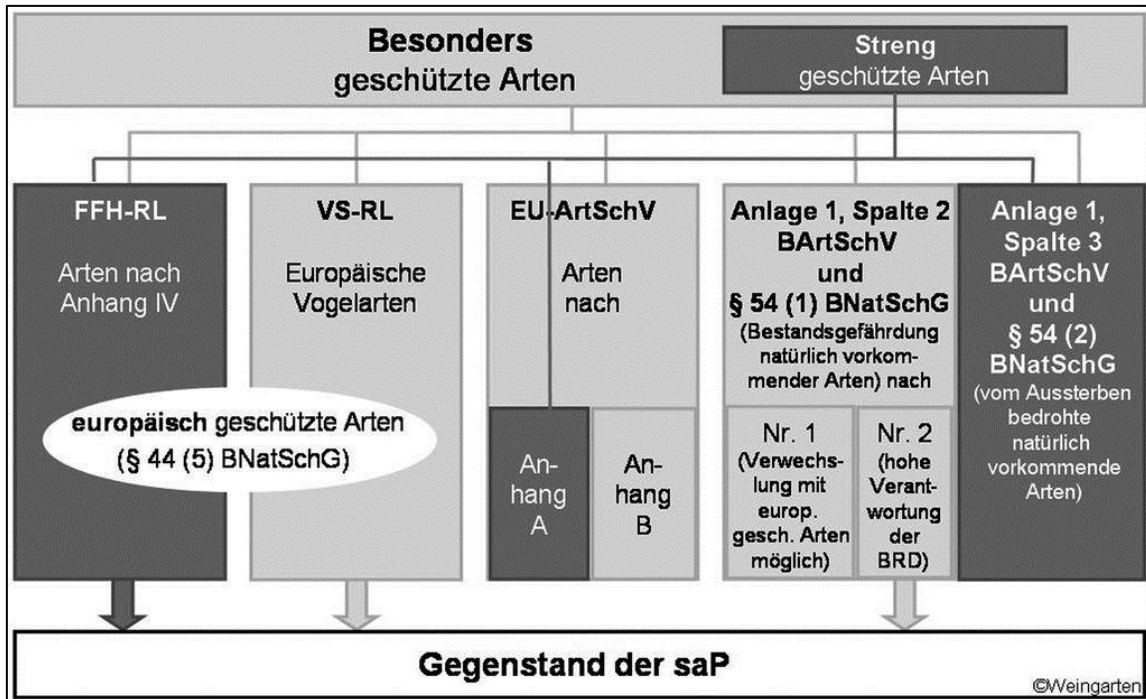 Besonders
geschützte Arten
Streng
geschützte Arten
FFH-RL
Arten nach
Anhang IV
VS-RL
Europäische
Vogelarten
europäisch geschützte Arten
(§ 44 (5) BNatSchG)
EU-ArtSchV
Arten
nach
An-
hang
A
An-
hang
B
Anlage 1, Spalte 2
BArtSchV
und
§ 54 (1) BNatSchG
(Bestandsgefährdung
natürlich vorkom-
mender Arten) nach
Nr. 1
(Verwechs-
lung mit
europ.
gesch. Arten
möglich)
Nr. 2
(hohe
Verant-
wortung
der
BRD)
Anlage 1,
Spalte 3
BArtSchV
und
§ 54 (2)
BNatSchG
(vom Aussterben
bedrohte
natürlich
vorkommende
Arten)
Gegenstand der saP
©Weingarten